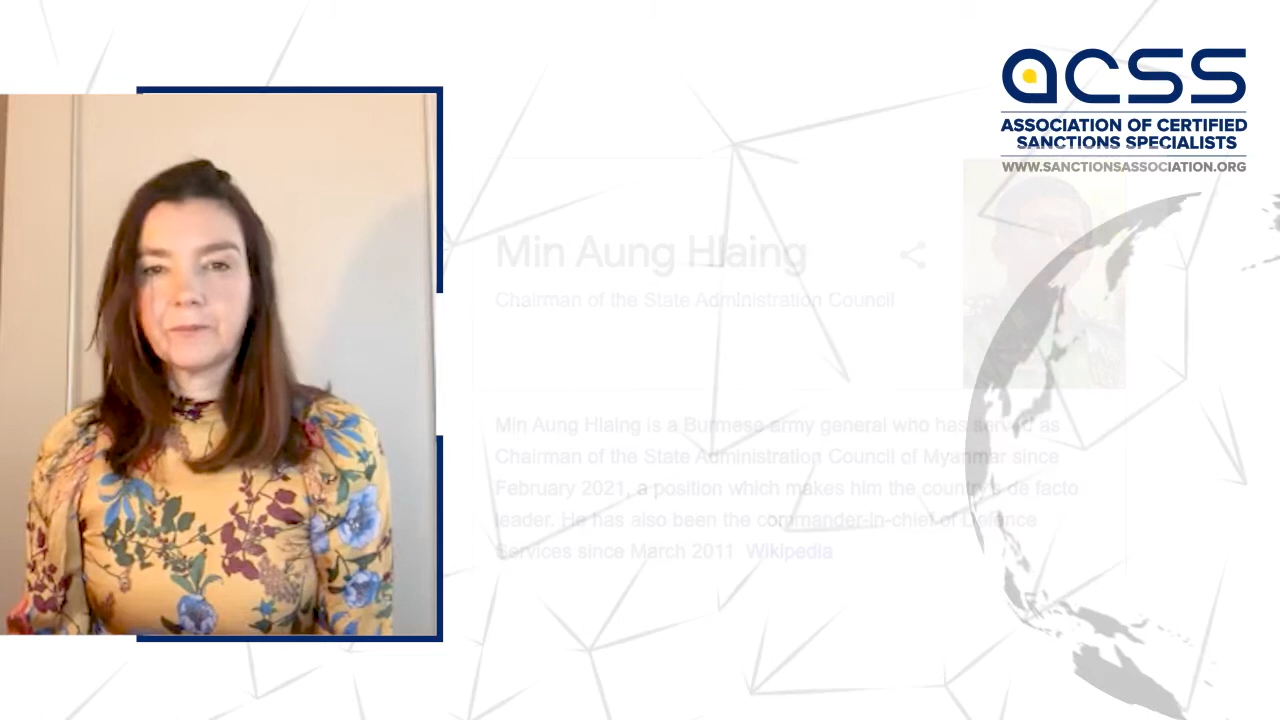 acss
ASSOCIATION OF CERTIFIED
SANCTIONS SPECIALISTS
WWW.SANCTIONSASSOCIATION.ORG
Min Aung Hlaing
Chairman of the State Administration Council
Min Aung Hlaing is a Burmese army general who has served as
Chairman of the State Administration Council of Myanmar since
February 2021, a position which makes him the country's de facto
leader. He has also been the commander-in-chief of Defence
Services since March 2011 Wikipedia